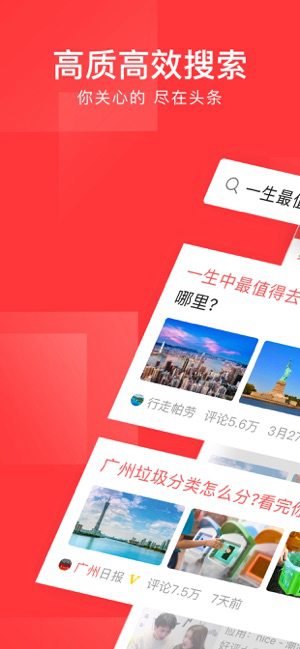 高质高效搜索
你关心的 尽在头条
一生最值
一生中最值得去
哪里？
行走帕劳 评论5.6万 3月27
广州垃圾分类怎么分?看完你
广州日报 V 评论7.5万 7天前
应用：nice - 潮